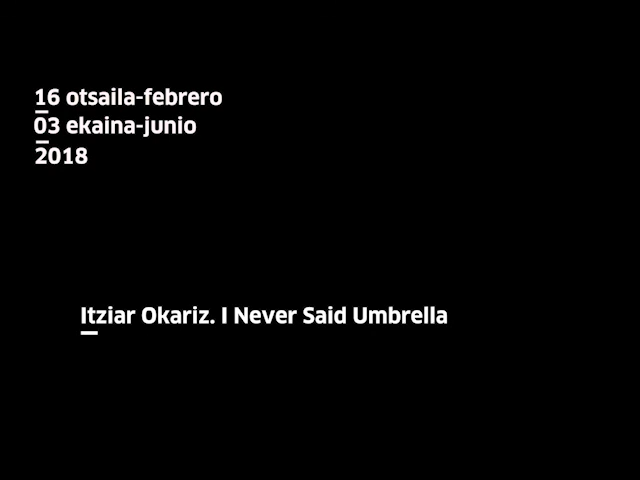 16 otsaila-febrero
03 ekaina-junio
2018
Itziar Okariz. I Never Said Umbrella